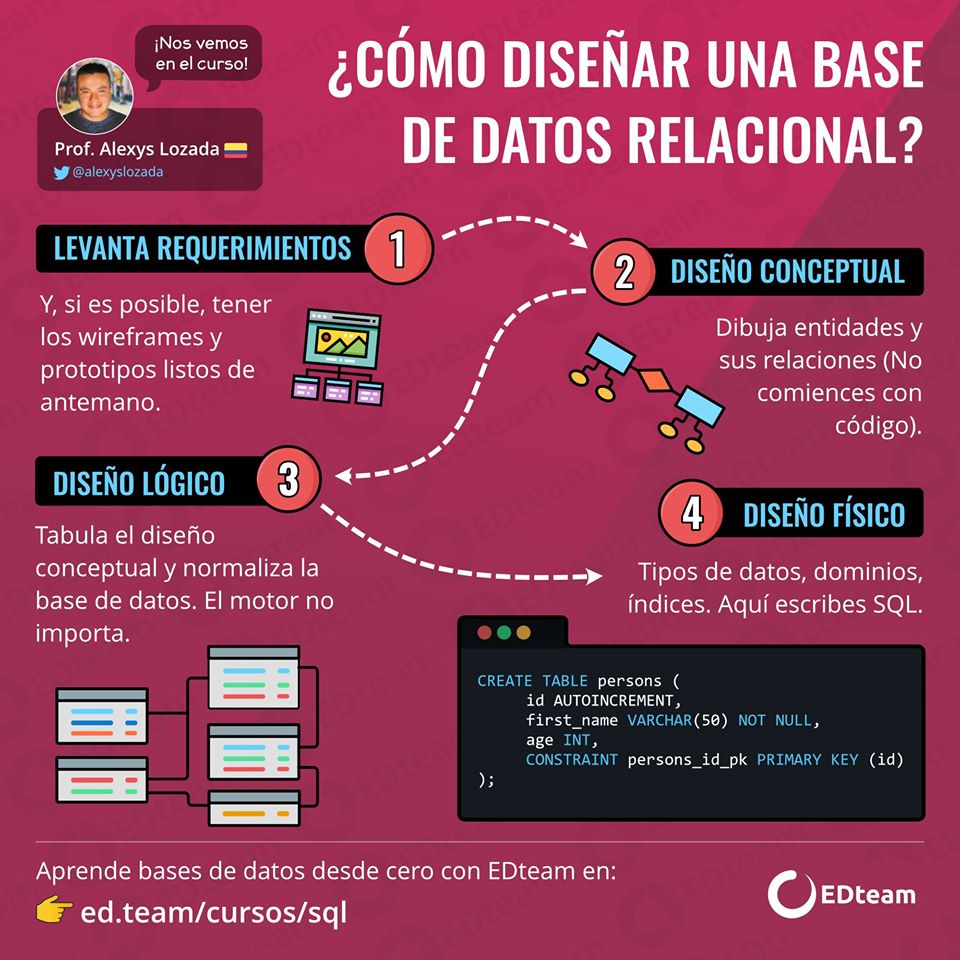 ¡Nos vemos
en el curso!
Prof. Alexys Lozada
@alexyslozada
¿CÓMO DISEÑAR UNA BASE
DE DATOS RELACIONAL?
LEVANTA REQUERIMIENTOS
1
Y, si es posible, tener
los wireframes y
prototipos listos de
antemano.
2
DISEÑO CONCEPTUAL
Dibuja entidades y
sus relaciones (No
comiences con
código).
DISEÑO LÓGICO
3
Tabula el diseño
conceptual y normaliza la
base de datos. El motor no
importa.
4
DISEÑO FÍSICO
Tipos de datos, dominios,
índices. Aquí escribes SQL.
CREATE TABLE persons (
id AUTOINCREMENT,
first_name VARCHAR(50) NOT NULL,
age INT,
CONSTRAINT persons_id_pk PRIMARY KEY (id)
);
Aprende bases de datos desde cero con EDteam en:
ed.team/cursos/sql
EDteam